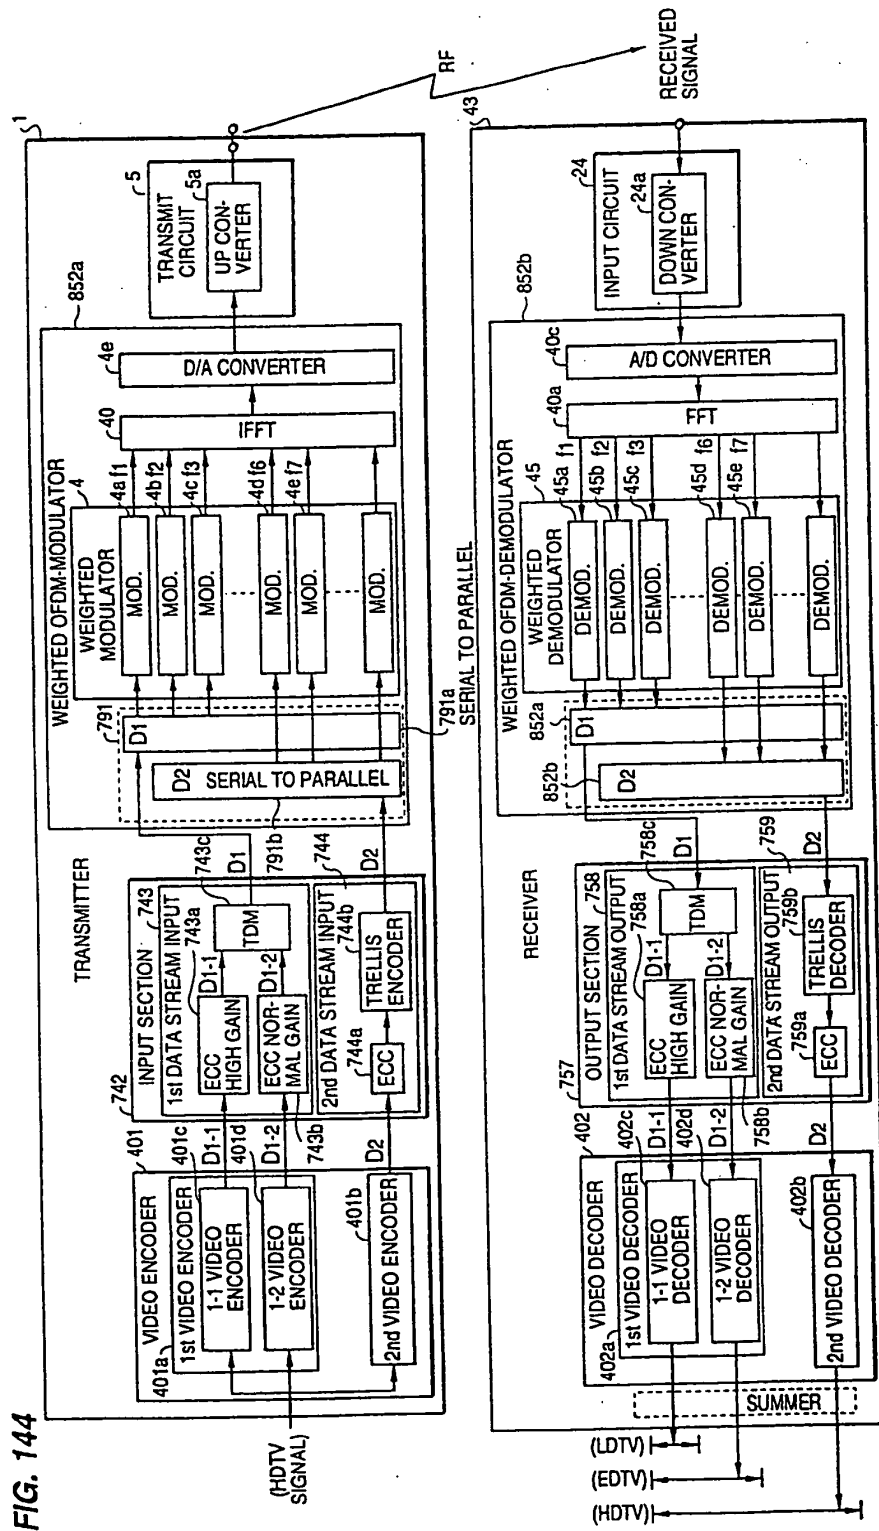 FIG. 144
TRANSMITTER
1
(HDTV
SIGNAL)
401
VIDEO ENCODER
401a
1st VIDEO ENCODER
401c
1-1 VIDEO
ENCODER
401d
1-2 VIDEO
ENCODER
401b
2nd VIDEO ENCODER
D1-1
D1-2
D2
742
INPUT SECTION
743
1st DATA STREAM INPUT
743a
ECC
HIGH GAIN
743b
ECC NOR-
MAL GAIN
D1-1
D1-2
743c
TDM
744
2nd DATA STREAM INPUT
744a
ECC
744b
TRELLIS
ENCODER
D1
D2
852a
WEIGHTED OFDM-MODULATOR
791
D1
791b
D2
SERIAL TO PARALLEL
791a
SERIAL TO PARALLEL
4
WEIGHTED
MODULATOR
MOD.
MOD.
MOD.
MOD.
MOD.
MOD.
4a f1
4b f2
4c f3
4d f6
4e f7
40
IFFT
4e
D/A CONVERTER
5
TRANSMIT
CIRCUIT
5a
UP CON-
VERTER
RF
RECEIVED
SIGNAL
RECEIVER
43
24
INPUT CIRCUIT
24a
DOWN CON-
VERTER
852b
WEIGHTED OFDM-DEMODULATOR
40c
A/D CONVERTER
40a
FFT
45
WEIGHTED
DEMODULATOR
45a f1
45b f2
45c f3
45d f6
45e f7
DEMOD.
DEMOD.
DEMOD.
DEMOD.
DEMOD.
DEMOD.
852a
D1
852b
D2
D1
D2
757
OUTPUT SECTION
758
1st DATA STREAM OUTPUT
758c
TDM
D1-1
D1-2
758a
ECC
HIGH GAIN
758b
ECC NOR-
MAL GAIN
759
2nd DATA STREAM OUTPUT
759b
TRELLIS
DECODER
759a
ECC
D1-1
D1-2
D2
402
VIDEO DECODER
402a
1st VIDEO DECODER
402c
1-1 VIDEO
DECODER
402d
1-2 VIDEO
DECODER
402b
2nd VIDEO DECODER
SUMMER
(LDTV)
(EDTV)
(HDTV)